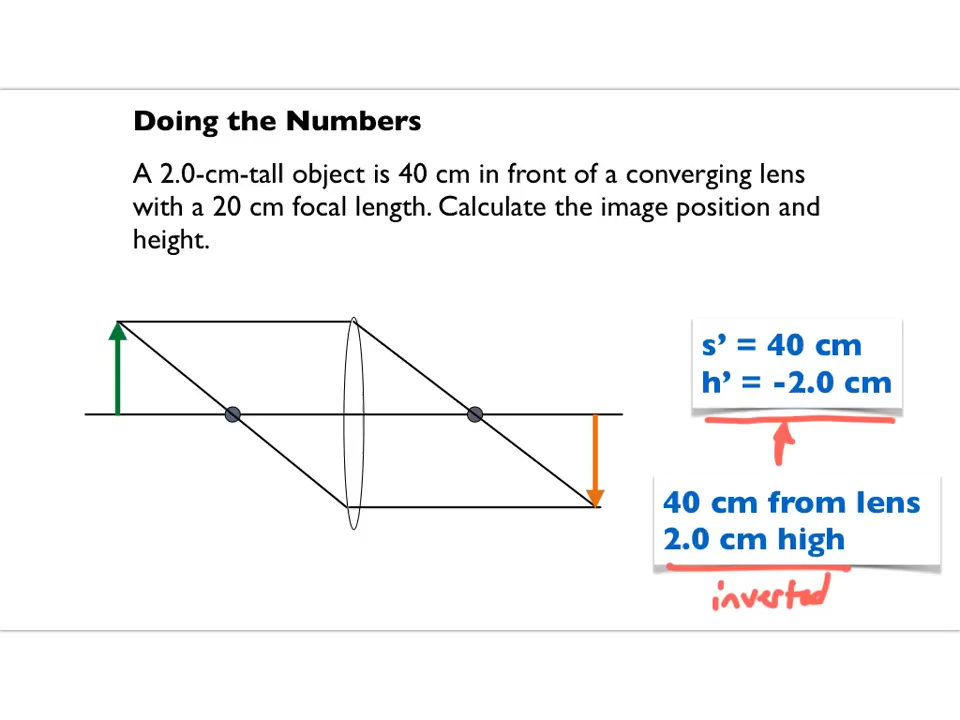 Doing the Numbers
A 2.0-cm-tall object is 40 cm in front of a converging lens
with a 20 cm focal length. Calculate the image position and
height.
s’ = 40 cm
h’ = -2.0 cm
40 cm from lens
2.0 cm high
inverted